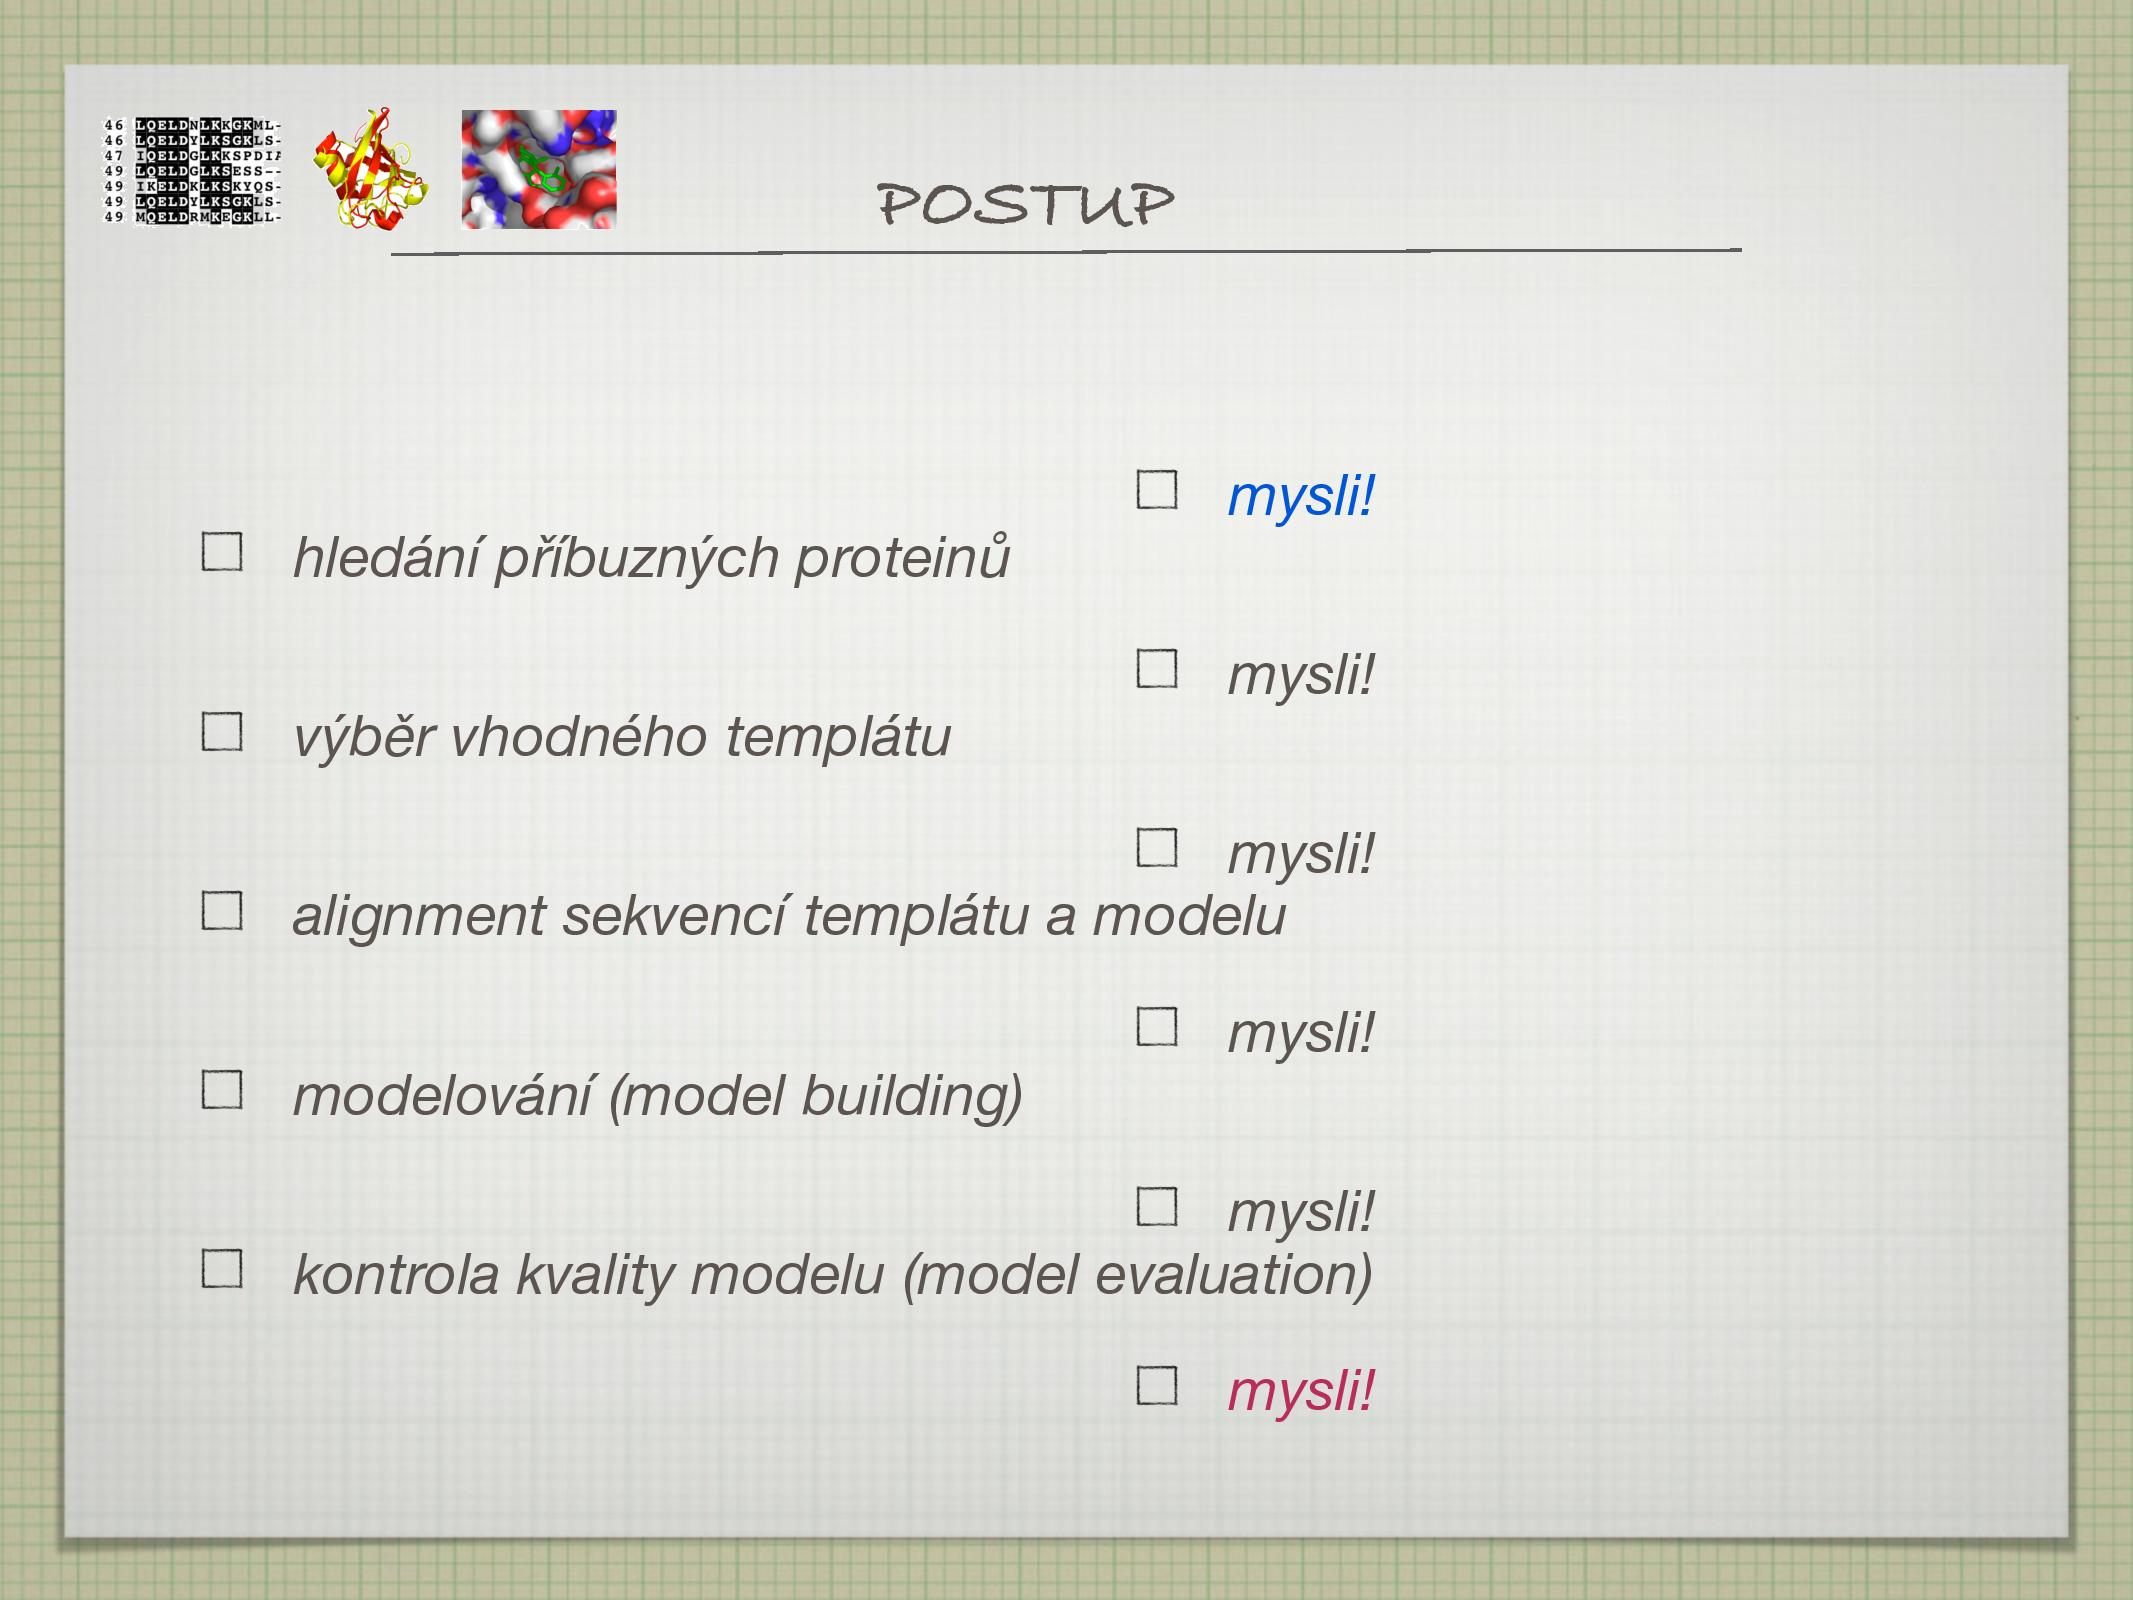 46 LQELDNLKKGKML-
46 LQELDYLKSGKLS-
47 IQELDGLKKSPDIA
49 LQELDGLKSESS--
49 IKELDKLKSKYQS-
49 LQELDYLKSGKLS-
49 MQELDRMKEGKLL-
POSTUP
mysli!
hledání příbuzných proteinů
mysli!
výběr vhodného templátu
mysli!
alignment sekvencí templátu a modelu
mysli!
modelování (model building)
mysli!
kontrola kvality modelu (model evaluation)
mysli!